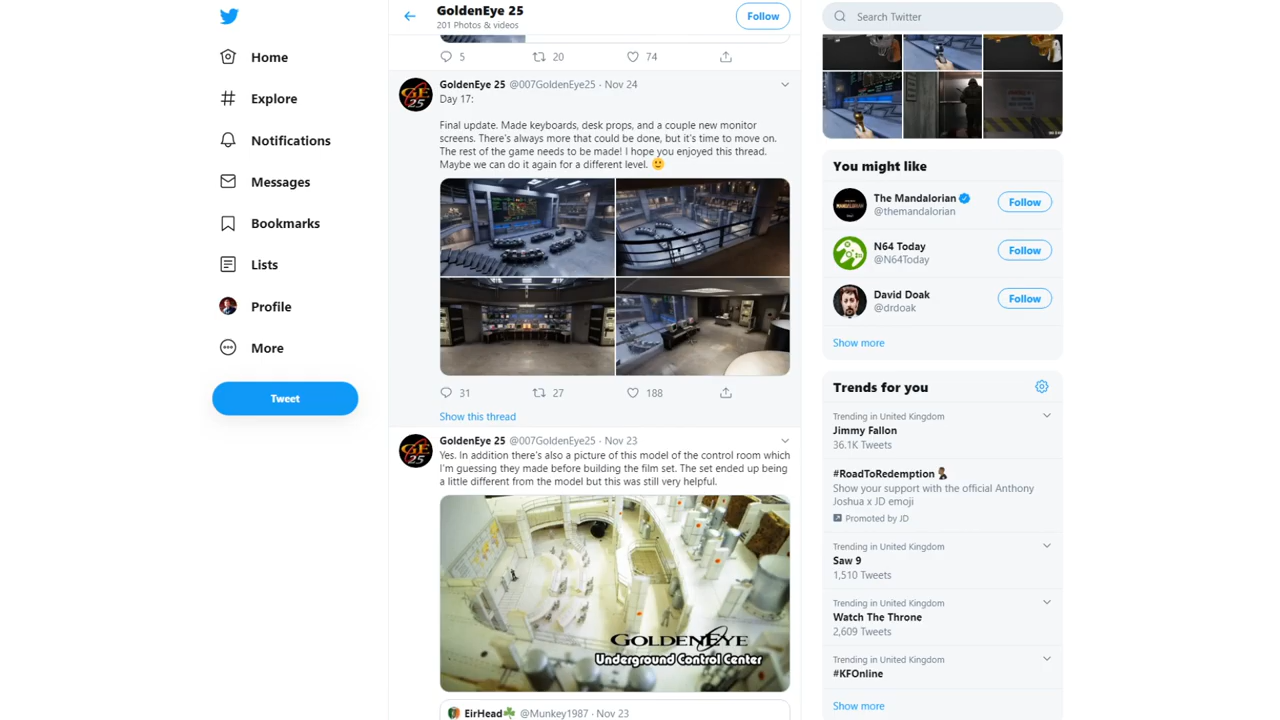 Home
Explore
Notifications
Messages
Bookmarks
Lists
Profile
More
Tweet
GoldenEye 25
201 Photos & videos
Follow
5 20 74
GoldenEye 25 @007GoldenEye25 · Nov 24
Day 17:
Final update. Made keyboards, desk props, and a couple new monitor
screens. There's always more that could be done, but it's time to move on.
The rest of the game needs to be made! I hope you enjoyed this thread.
Maybe we can do it again for a different level. 🙂
31 27 188
Show this thread
GoldenEye 25 @007GoldenEye25 · Nov 23
Yes. In addition there's also a picture of this model of the control room which
I'm guessing they made before building the film set. The set ended up being
a little different from the model but this was still very helpful.
GOLDENEYE
Underground Control Center
EirHead☘ @Munkey1987 · Nov 23
Search Twitter
You might like
The Mandalorian
@themandalorian
Follow
N64 Today
@N64Today
Follow
David Doak
@drdoak
Follow
Show more
Trends for you
Trending in United Kingdom
Jimmy Fallon
36.1K Tweets
#RoadToRedemption
Show your support with the official Anthony
Joshua x JD emoji
Promoted by JD
Trending in United Kingdom
Saw 9
1,510 Tweets
Trending in United Kingdom
Watch The Throne
2,609 Tweets
Trending in United Kingdom
#KFOnline
Show more